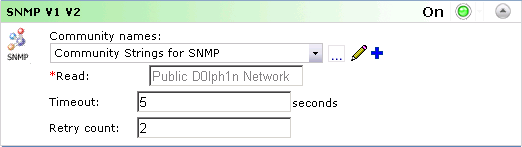 SNMP V1 V2 On
Community names:
Community Strings for SNMP ...
SNMP
*Read: Public D0lph1n Network
Timeout: 5 seconds
Retry count: 2